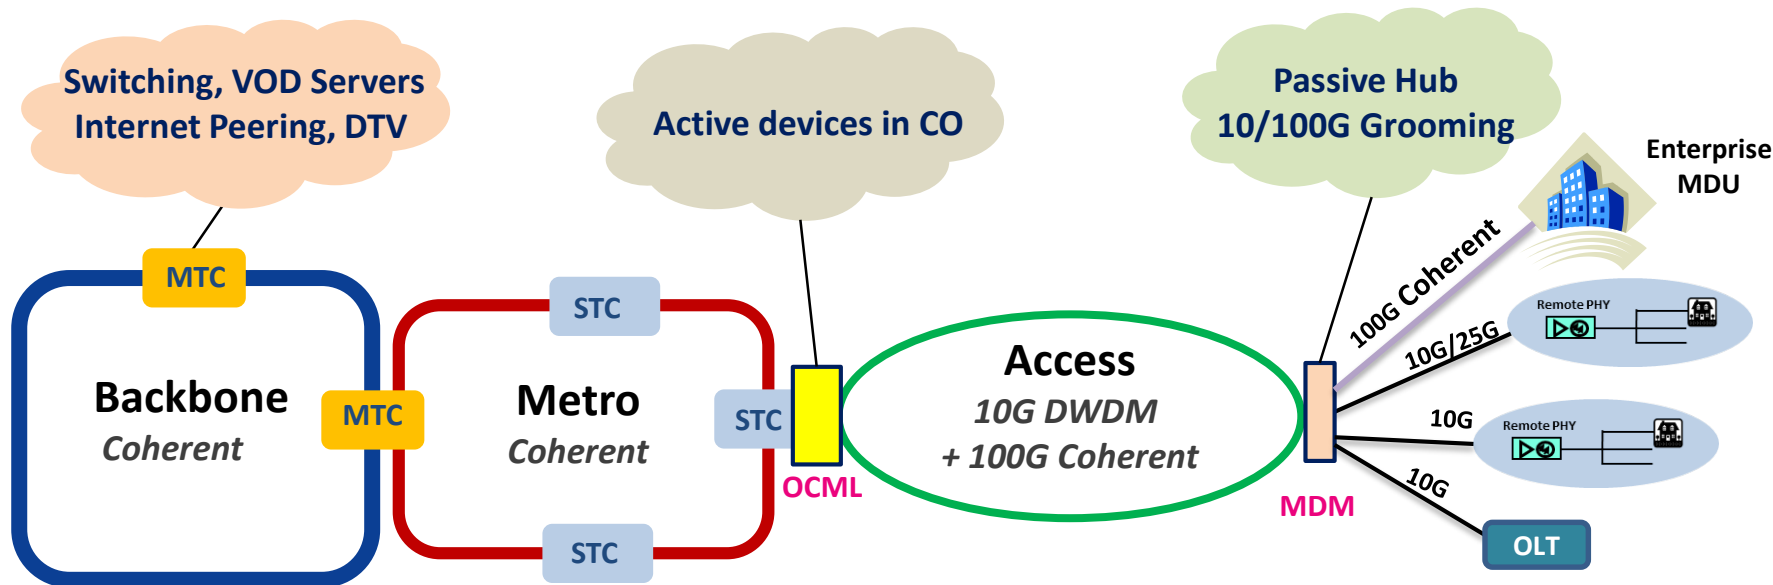 Switching, VOD Servers
Internet Peering, DTV
Active devices in CO
Passive Hub
10/100G Grooming
Enterprise
MDU
MTC
STC
100G Coherent
Remote PHY
10G/25G
Backbone
Coherent
MTC
Metro
Coherent
STC
Access
10G DWDM
+ 100G Coherent
10G
Remote PHY
OCML
MDM
10G
STC
OLT